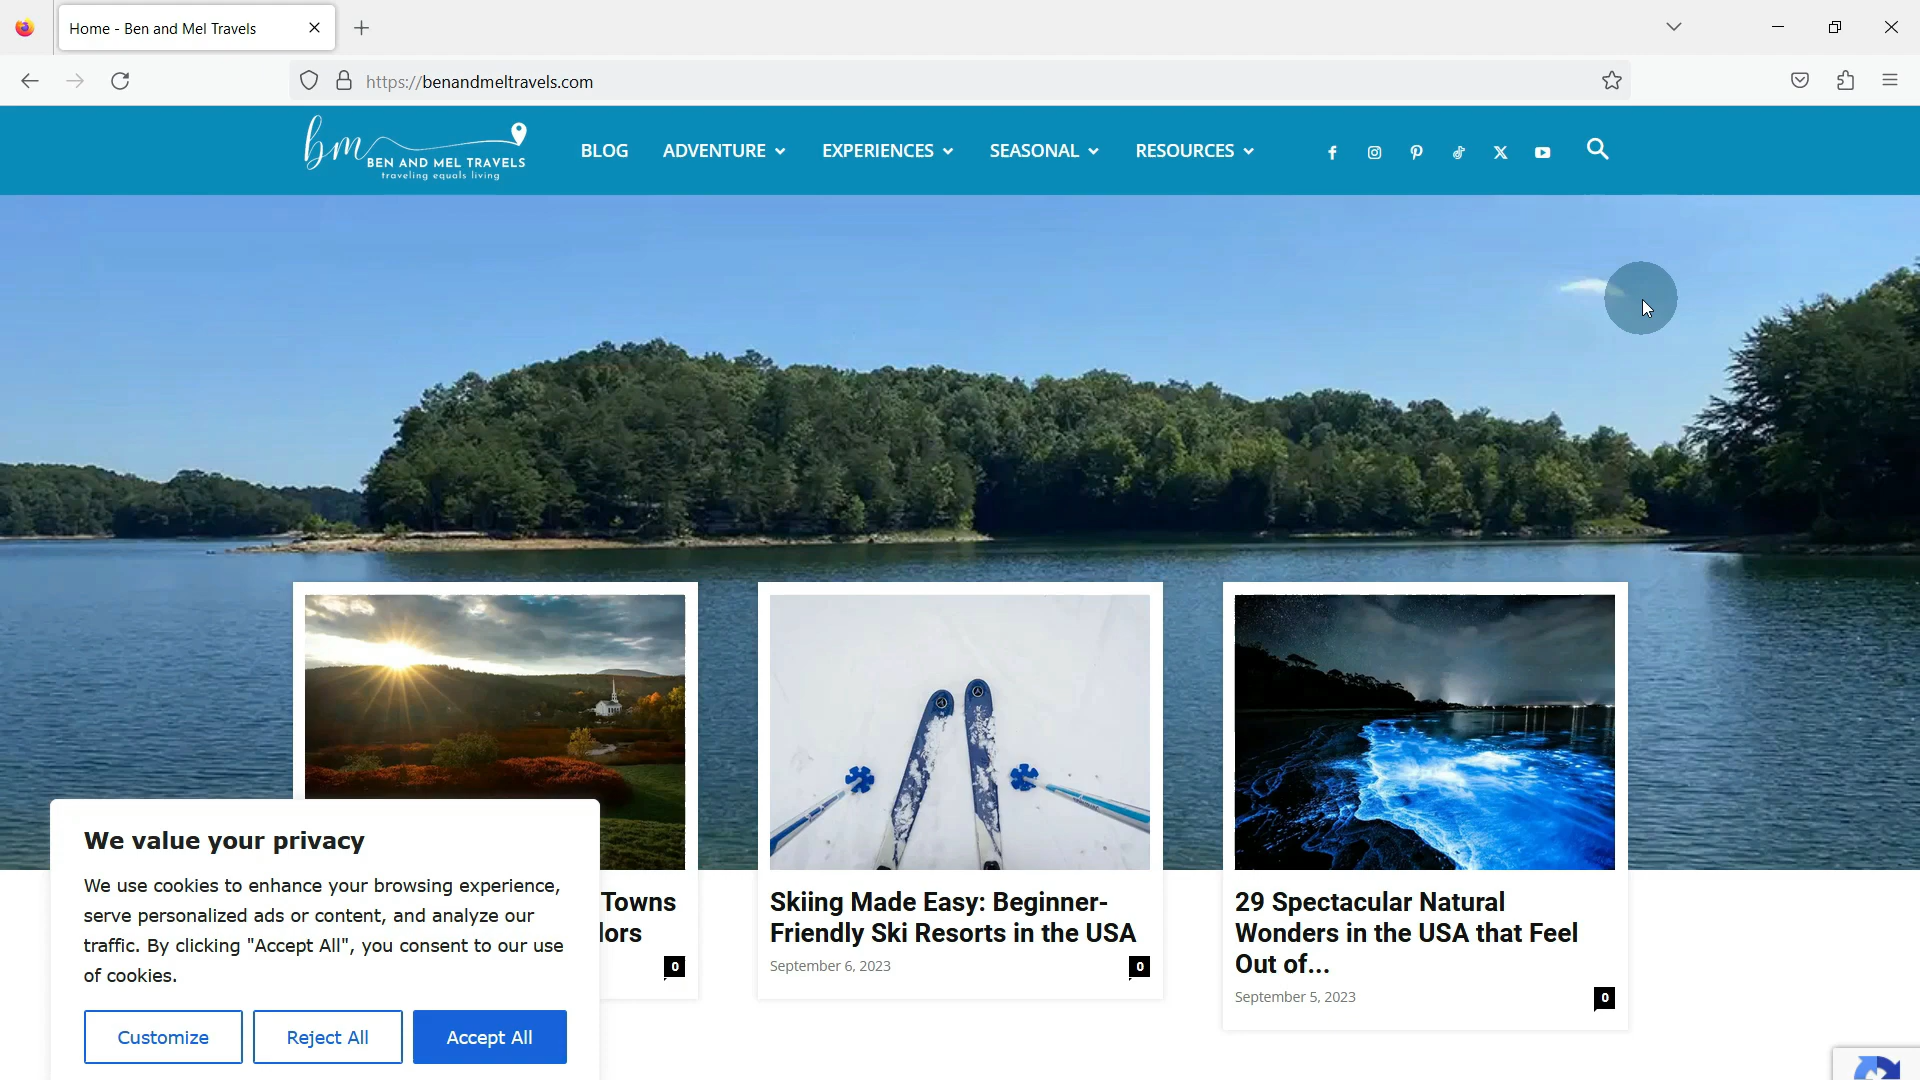 Home - Ben and Mel Travels
https://benandmeltravels.com
bm
BEN AND MEL TRAVELS
traveling equals living
BLOG
ADVENTURE
EXPERIENCES
SEASONAL
RESOURCES
Towns
lors
0
Skiing Made Easy: Beginner-
Friendly Ski Resorts in the USA
September 6, 2023
0
29 Spectacular Natural
Wonders in the USA that Feel
Out of...
September 5, 2023
0
We value your privacy
We use cookies to enhance your browsing experience,
serve personalized ads or content, and analyze our
traffic. By clicking "Accept All", you consent to our use
of cookies.
Customize
Reject All
Accept All